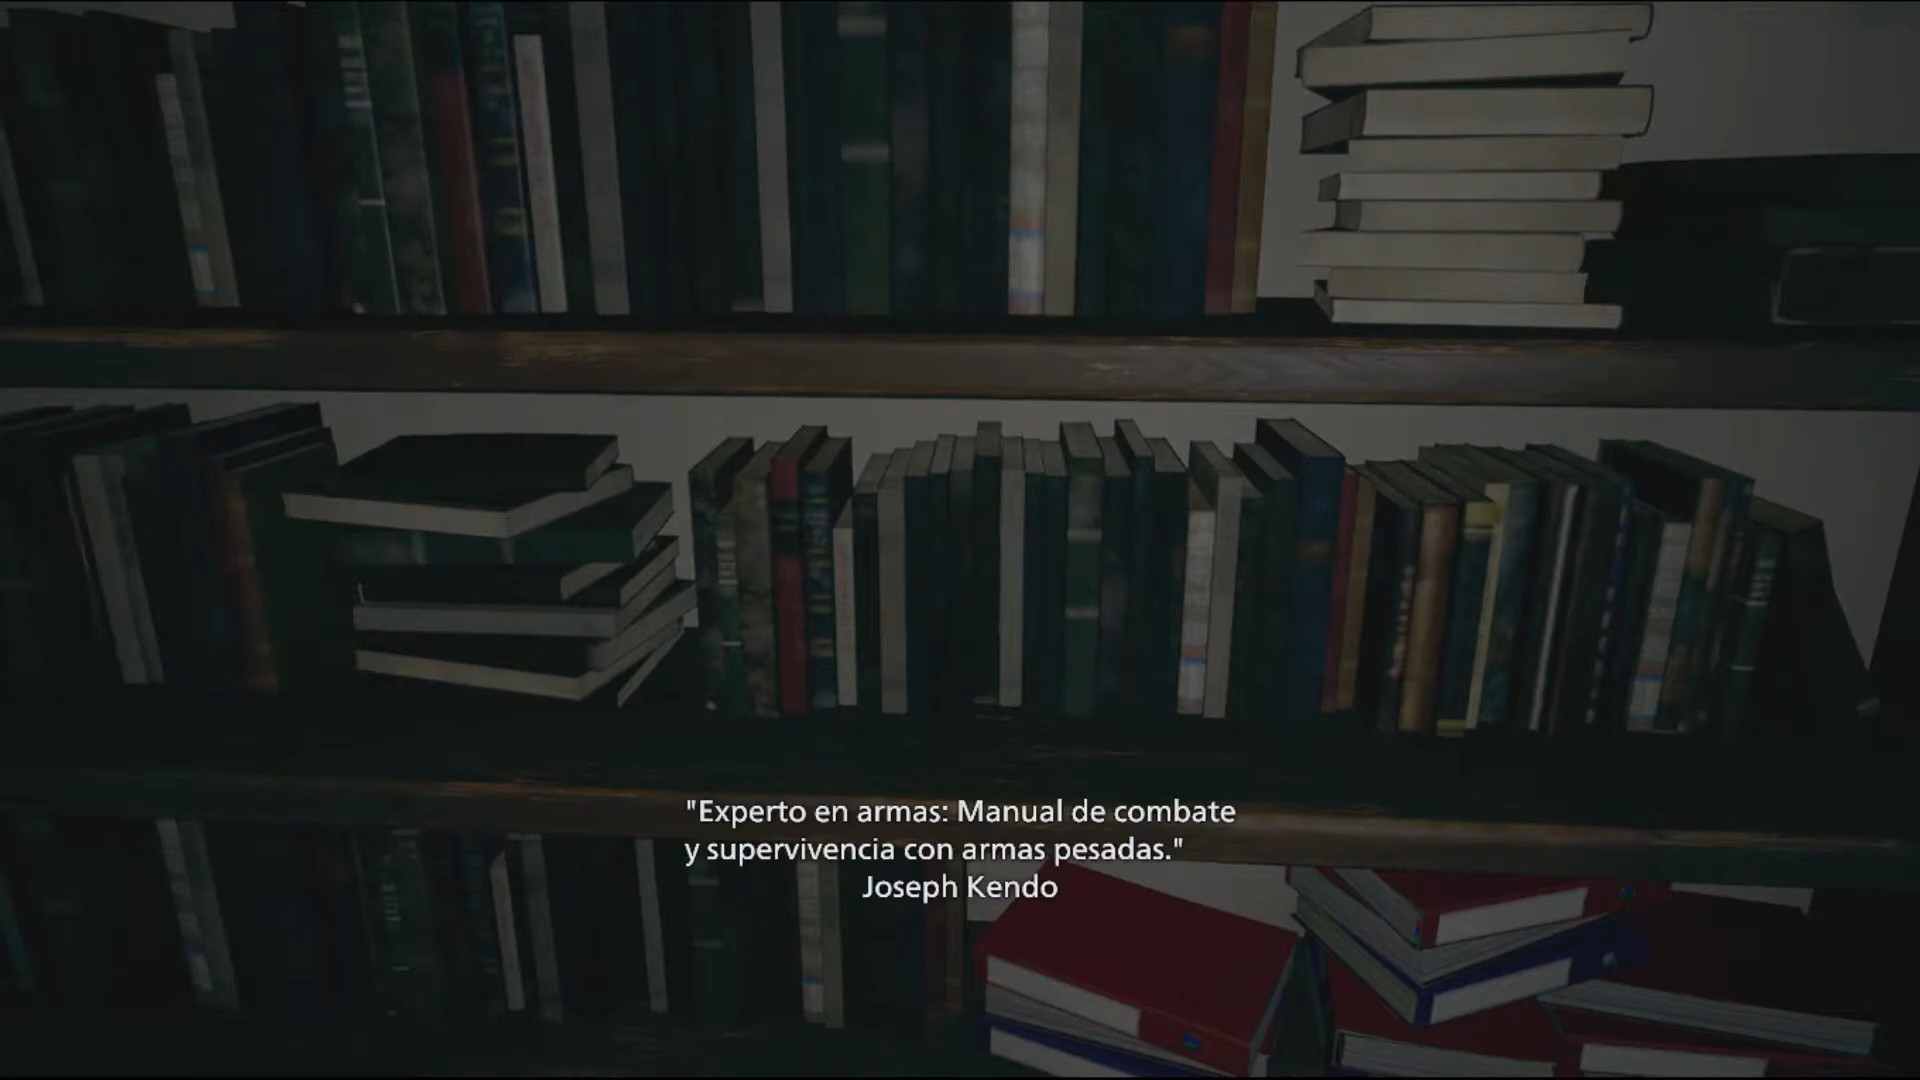 "Experto en armas: Manual de combate
y supervivencia con armas pesadas."
Joseph Kendo